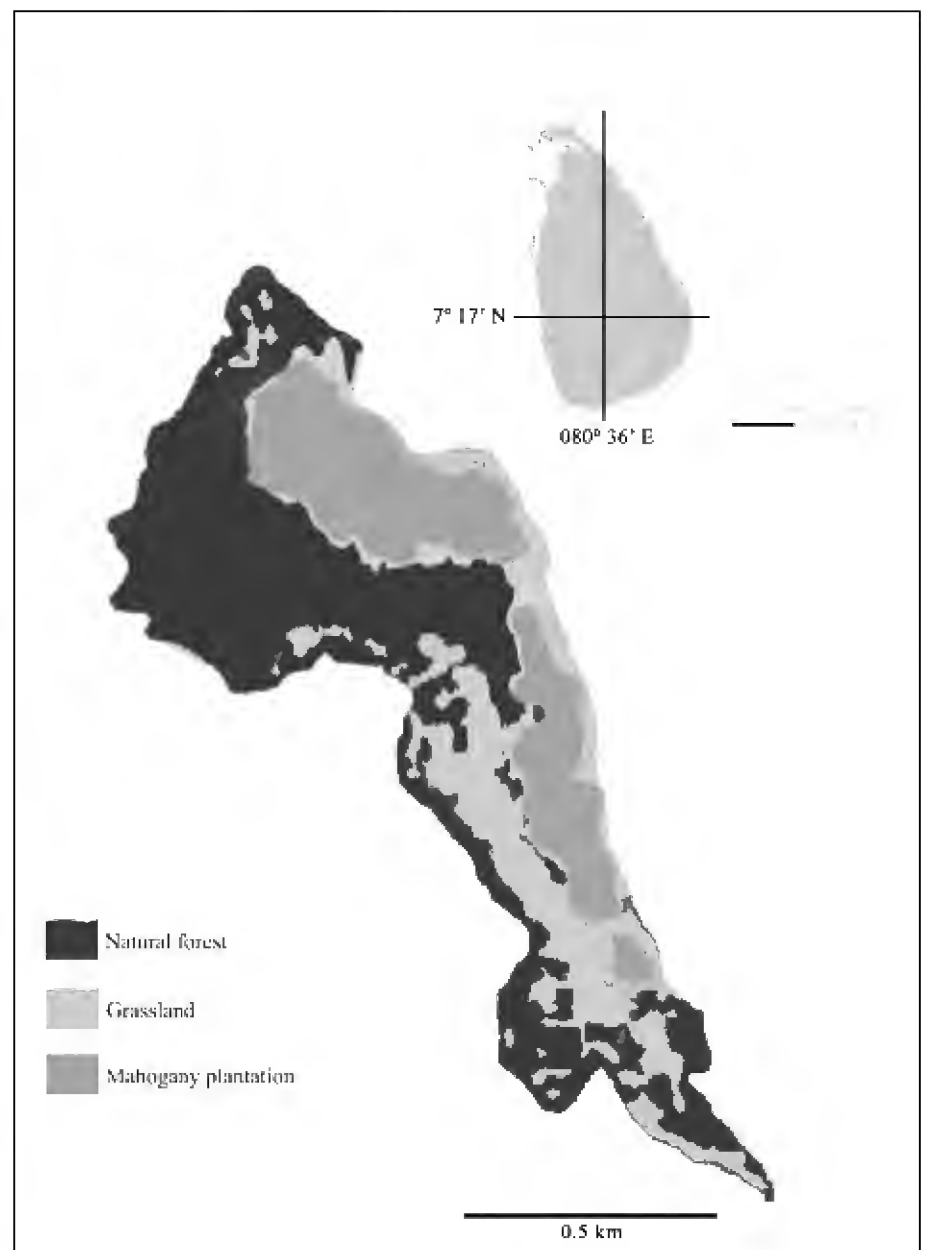 7° 17' N
080° 36' E
Natural forest
Grassland
Mahogany plantation
0.5 km